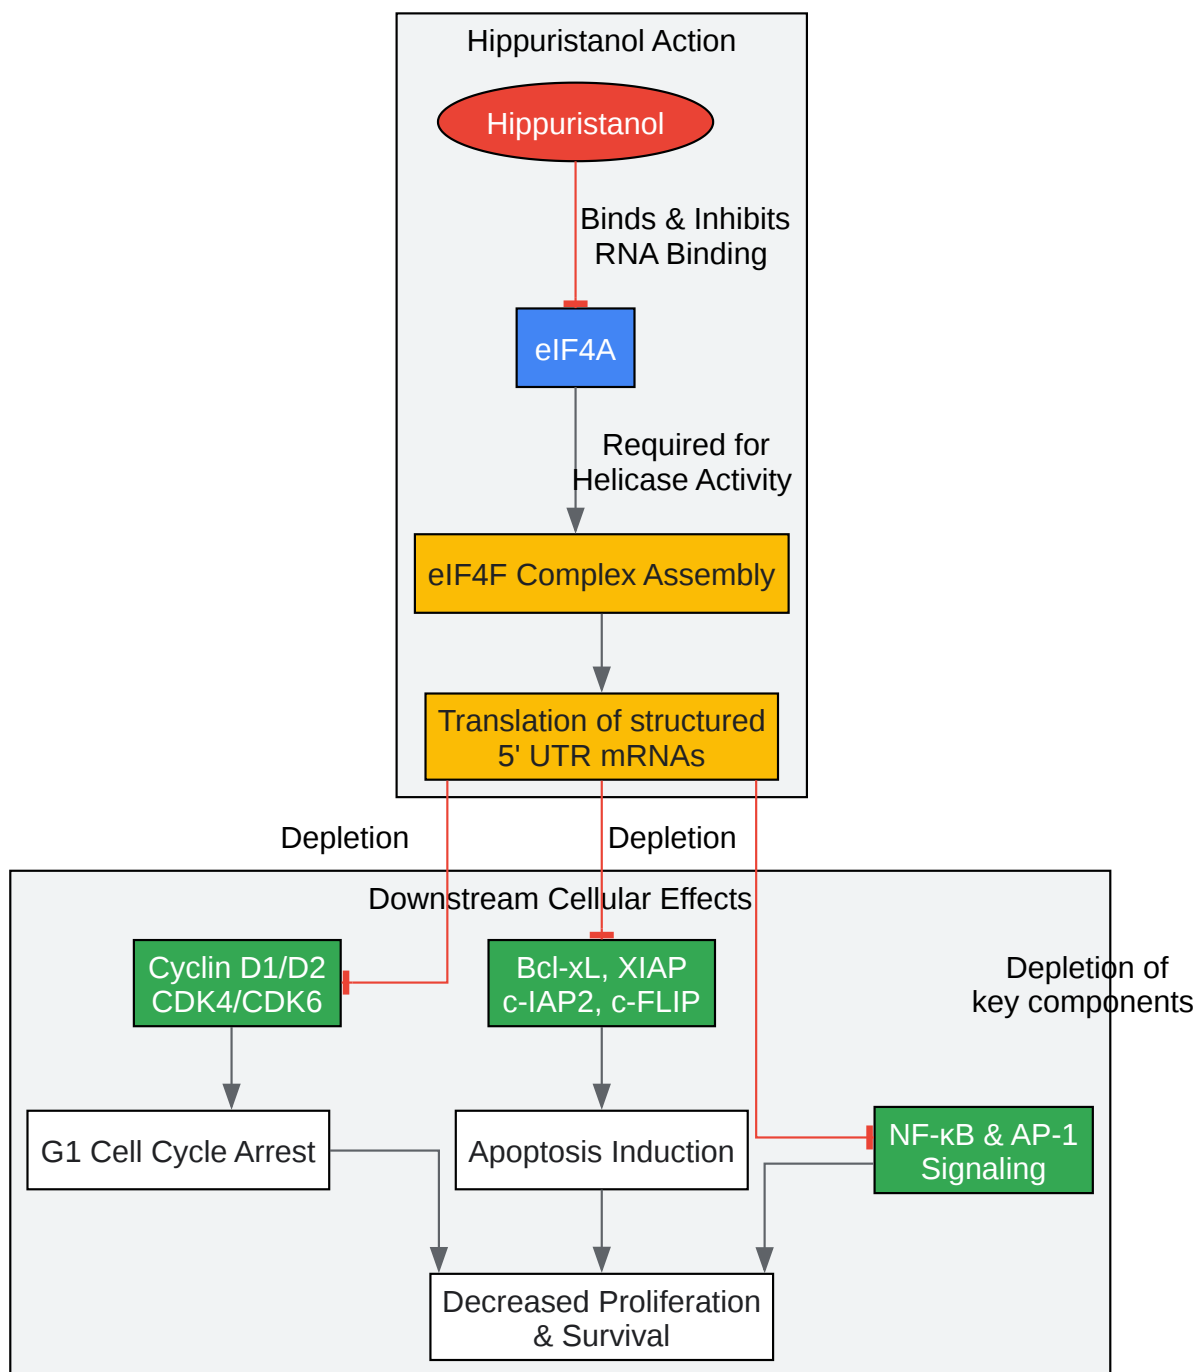 Hippuristanol Action
Hippuristanol
Binds & Inhibits
RNA Binding
eIF4A
Required for
Helicase Activity
eIF4F Complex Assembly
Translation of structured
5' UTR mRNAs
Depletion
Depletion
Downstream Cellular Effects
Cyclin D1/D2
CDK4/CDK6
Bcl-xL, XIAP
c-IAP2, c-FLIP
Depletion of
key components
G1 Cell Cycle Arrest
Apoptosis Induction
NF-κB & AP-1
Signaling
Decreased Proliferation
& Survival